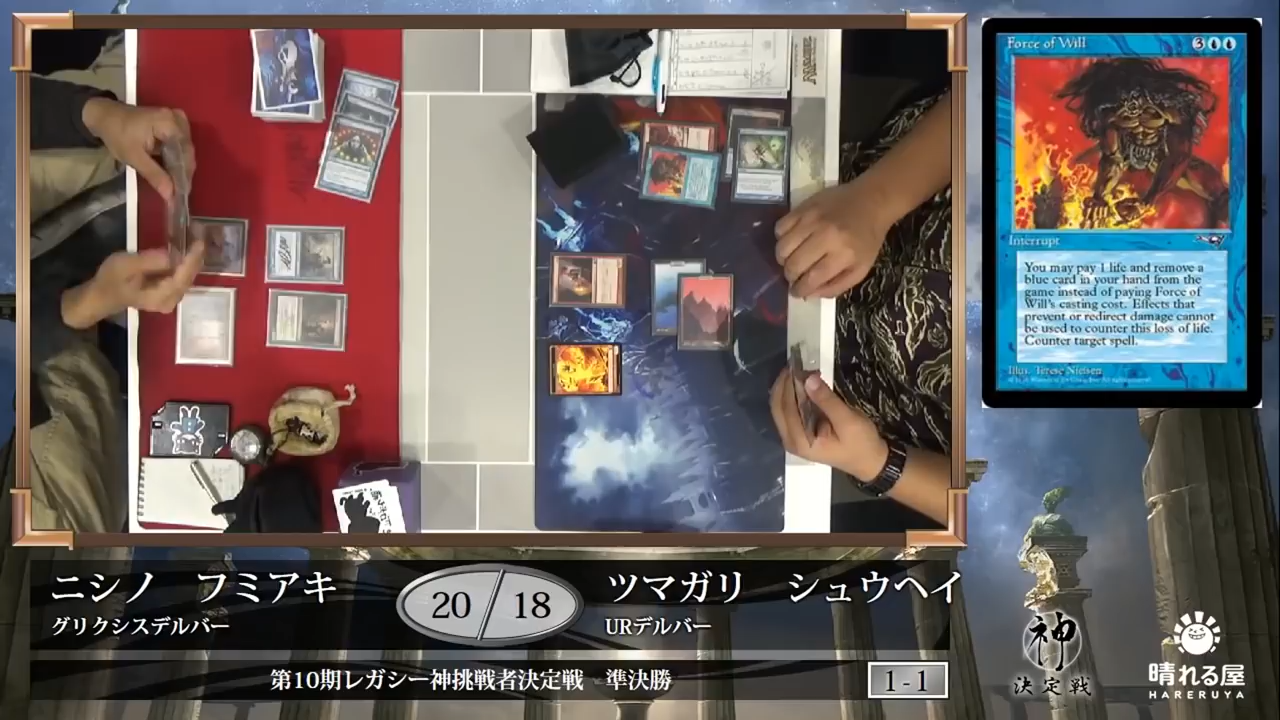 Force of Will 3
Interrupt
You may pay 1 life and remove a
blue card in your hand from the
game instead of paying Force of
Will's casting cost. Effects that
prevent or redirect damage cannot
be used to counter this loss of life.
Counter target spell.
Illus. Terese Nielsen
ニシノ フミアキ
グリクシスデルバー
20 / 18
ツマガリ シュウヘイ
URデルバー
第10期レガシー神挑戦者決定戦 準決勝
1-1
神
決定戦
晴れる屋
HARERUYA